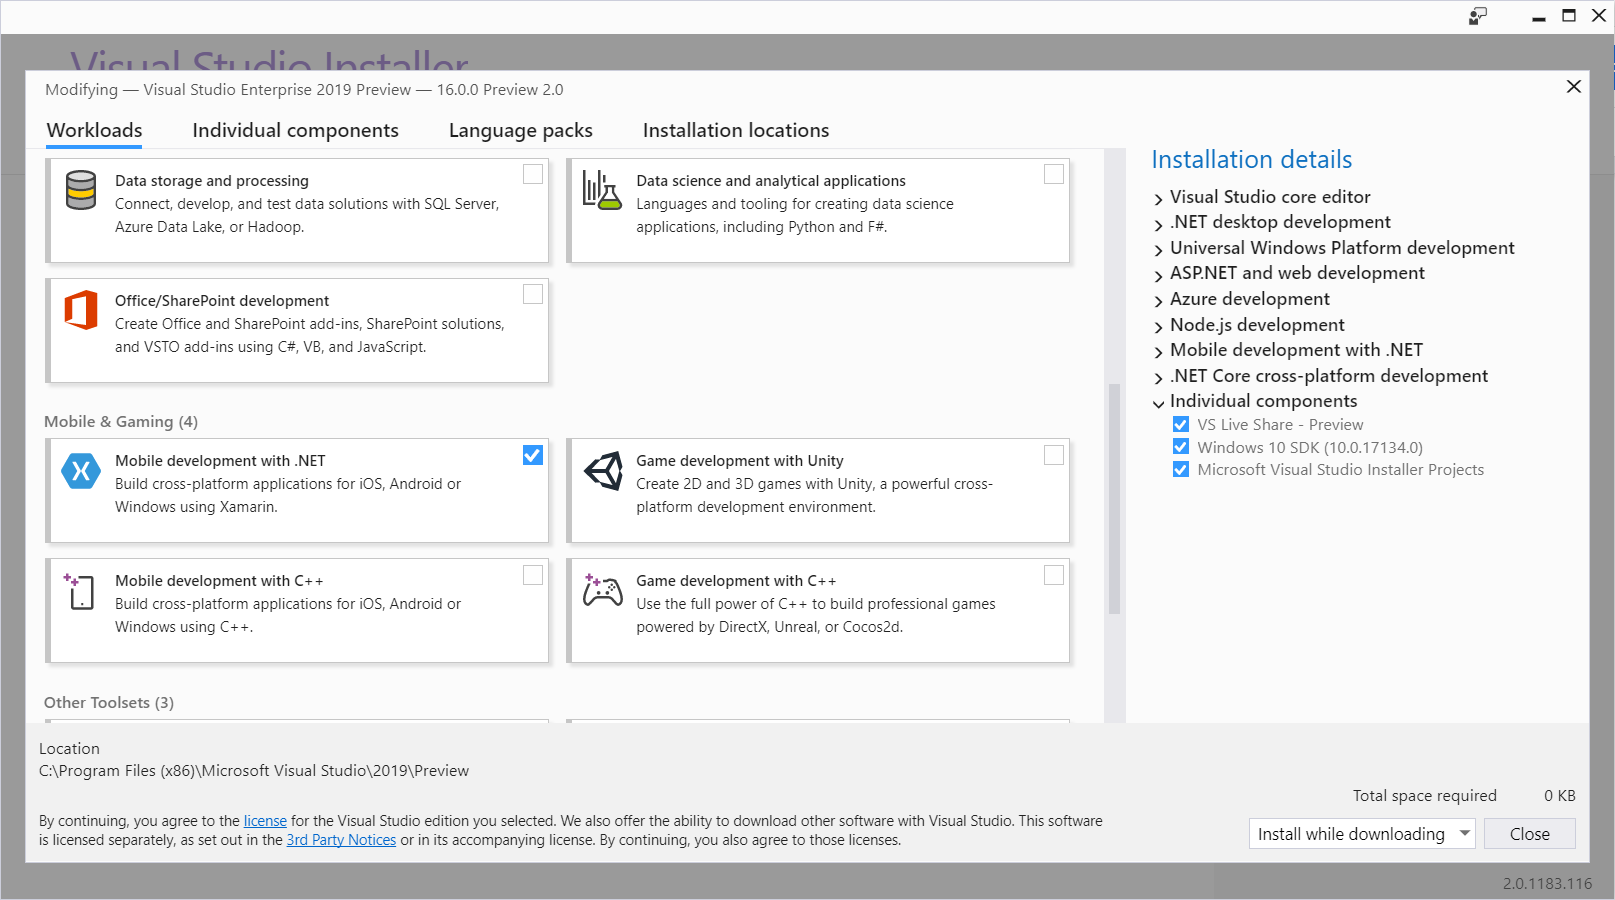 Visual Studio Installer
Modifying — Visual Studio Enterprise 2019 Preview — 16.0.0 Preview 2.0
Workloads
Individual components
Language packs
Installation locations
Data storage and processing
Connect, develop, and test data solutions with SQL Server,
Azure Data Lake, or Hadoop.
Data science and analytical applications
Languages and tooling for creating data science
applications, including Python and F#.
Office/SharePoint development
Create Office and SharePoint add-ins, SharePoint solutions,
and VSTO add-ins using C#, VB, and JavaScript.
Mobile & Gaming (4)
Mobile development with .NET
Build cross-platform applications for iOS, Android or
Windows using Xamarin.
Game development with Unity
Create 2D and 3D games with Unity, a powerful cross-
platform development environment.
Mobile development with C++
Build cross-platform applications for iOS, Android or
Windows using C++.
Game development with C++
Use the full power of C++ to build professional games
powered by DirectX, Unreal, or Cocos2d.
Other Toolsets (3)
Installation details
Visual Studio core editor
.NET desktop development
Universal Windows Platform development
ASP.NET and web development
Azure development
Node.js development
Mobile development with .NET
.NET Core cross-platform development
Individual components
VS Live Share - Preview
Windows 10 SDK (10.0.17134.0)
Microsoft Visual Studio Installer Projects
Location
C:\Program Files (x86)\Microsoft Visual Studio\2019\Preview
Total space required 0 KB
By continuing, you agree to the license for the Visual Studio edition you selected. We also offer the ability to download other software with Visual Studio. This software
is licensed separately, as set out in the 3rd Party Notices or in its accompanying license. By continuing, you also agree to those licenses.
Install while downloading
Close
2.0.1183.116